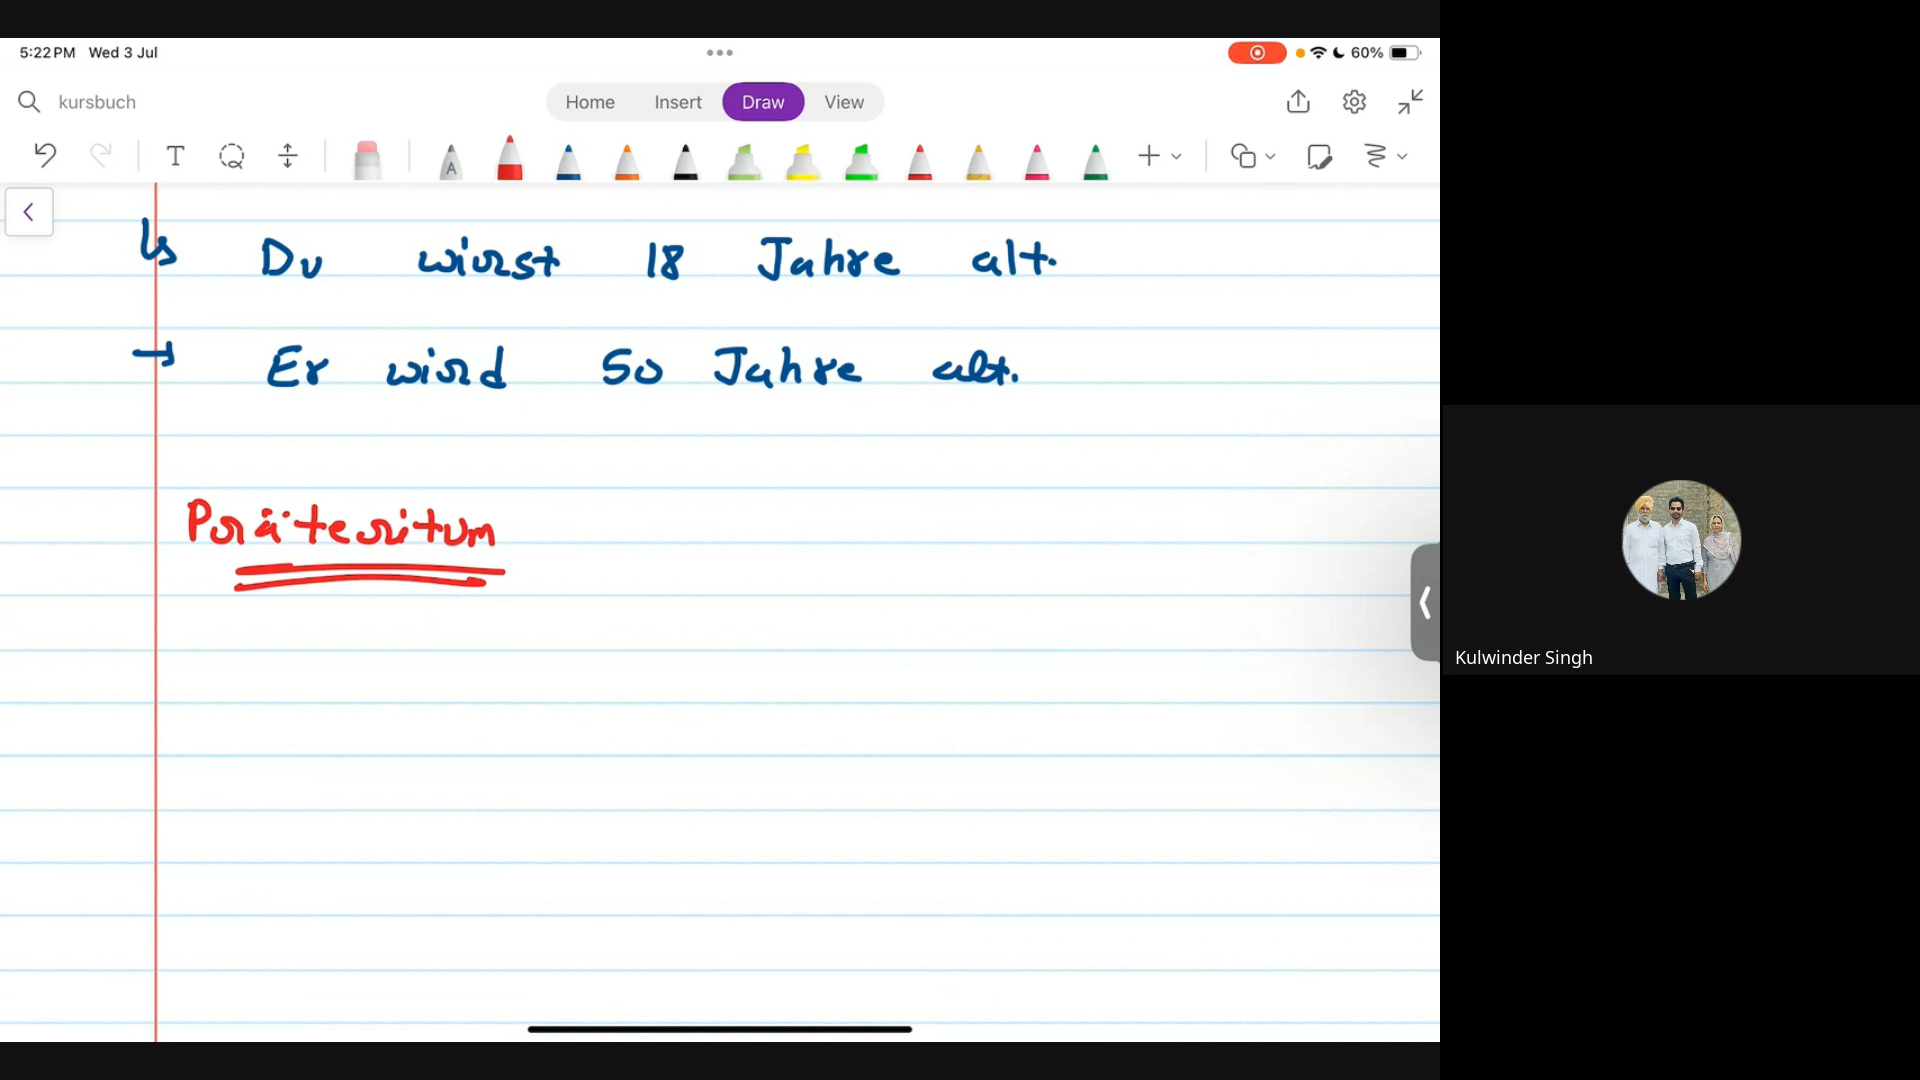 5:22 PM Wed 3 Jul
60%
kursbuch
Home Insert Draw View
T
A
↳ Du wirst 18 Jahre alt.
→ Er wird 50 Jahre alt.
Präteritum
Kulwinder Singh